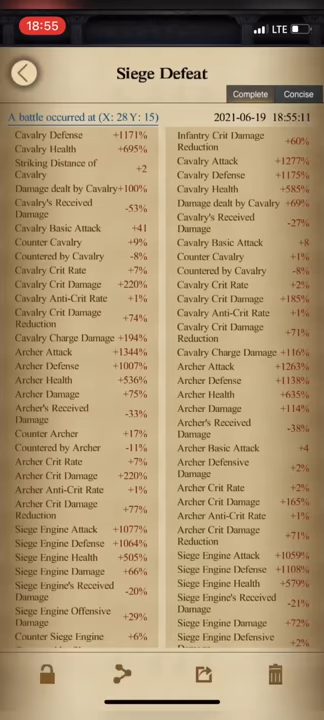 18:55
LTE
Siege Defeat
Complete
Concise
A battle occurred at (X: 28 Y: 15)
2021-06-19 18:55:11
Cavalry Defense +1171%
Cavalry Health +695%
Striking Distance of
Cavalry +2
Damage dealt by Cavalry+100%
Cavalry's Received
Damage -53%
Cavalry Basic Attack +41
Counter Cavalry +9%
Countered by Cavalry -8%
Cavalry Crit Rate +7%
Cavalry Crit Damage +220%
Cavalry Anti-Crit Rate +1%
Cavalry Crit Damage
Reduction +74%
Cavalry Charge Damage +194%
Archer Attack +1344%
Archer Defense +1007%
Archer Health +536%
Archer Damage +75%
Archer's Received
Damage -33%
Counter Archer +17%
Countered by Archer -11%
Archer Crit Rate +7%
Archer Crit Damage +220%
Archer Anti-Crit Rate +1%
Archer Crit Damage
Reduction +77%
Siege Engine Attack +1077%
Siege Engine Defense +1064%
Siege Engine Health +505%
Siege Engine Damage +66%
Siege Engine's Received
Damage -20%
Siege Engine Offensive
Damage +29%
Counter Siege Engine +6%
Infantry Crit Damage
Reduction +60%
Cavalry Attack +1277%
Cavalry Defense +1175%
Cavalry Health +585%
Damage dealt by Cavalry +69%
Cavalry's Received
Damage -27%
Cavalry Basic Attack +8
Counter Cavalry +1%
Countered by Cavalry -8%
Cavalry Crit Rate +2%
Cavalry Crit Damage +185%
Cavalry Anti-Crit Rate +1%
Cavalry Crit Damage
Reduction +71%
Cavalry Charge Damage +116%
Archer Attack +1263%
Archer Defense +1138%
Archer Health +635%
Archer Damage +114%
Archer's Received
Damage -38%
Archer Basic Attack +4
Archer Defensive
Damage +2%
Archer Crit Rate +2%
Archer Crit Damage +165%
Archer Anti-Crit Rate +1%
Archer Crit Damage
Reduction +71%
Siege Engine Attack +1059%
Siege Engine Defense +1108%
Siege Engine Health +579%
Siege Engine's Received
Damage -21%
Siege Engine Damage +72%
Siege Engine Defensive
+2%